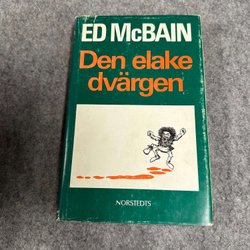 ED McBAIN
Den elake
dvärgen
NORSTEDTS